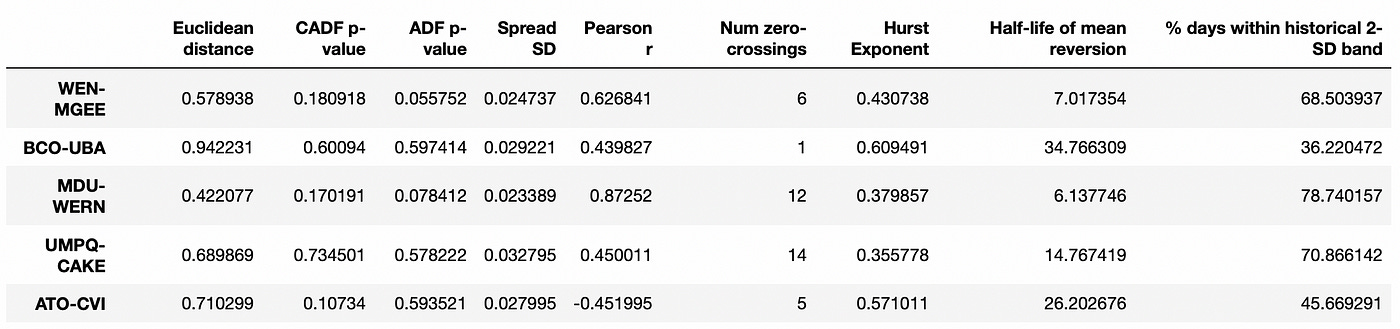 Euclidean distance CADF p- value ADF p- value Spread SD Pearson r Num zero- crossings Hurst Exponent Half-life of mean reversion % days within historical 2- SD band
WEN- MGEE 0.578938 0.180918 0.055752 0.024737 0.626841 6 0.430738 7.017354 68.503937
BCO-UBA 0.942231 0.60094 0.597414 0.029221 0.439827 1 0.609491 34.766309 36.220472
MDU- WERN 0.422077 0.170191 0.078412 0.023389 0.87252 12 0.379857 6.137746 78.740157
UMPQ- CAKE 0.689869 0.734501 0.578222 0.032795 0.450011 14 0.355778 14.767419 70.866142
ATO-CVI 0.710299 0.10734 0.593521 0.027995 -0.451995 5 0.571011 26.202676 45.669291